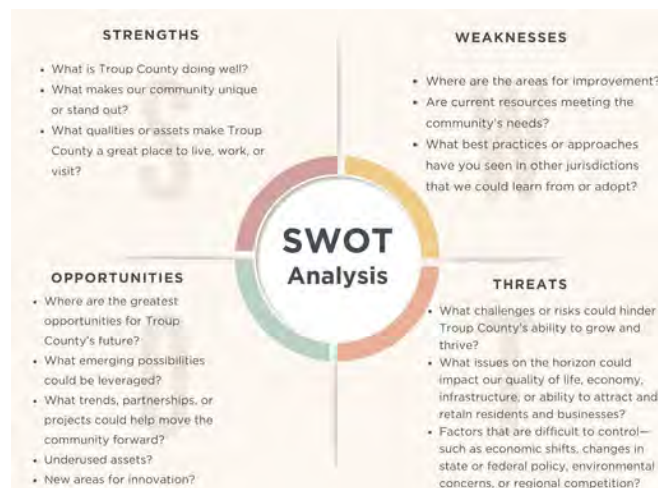 STRENGTHS
• What is Troup County doing well?
• What makes our community unique
or stand out?
• What qualities or assets make Troup
County a great place to live, work, or
visit?
WEAKNESSES
• Where are the areas for improvement?
• Are current resources meeting the
community's needs?
• What best practices or approaches
have you seen in other jurisdictions
that we could learn from or adopt?
SWOT
Analysis
OPPORTUNITIES
• Where are the greatest
opportunities for Troup
County's future?
• What emerging possibilities
could be leveraged?
• What trends, partnerships, or
projects could help move the
community forward?
• Underused assets?
• New areas for innovation?
THREATS
• What challenges or risks could hinder
Troup County's ability to grow and
thrive?
• What issues on the horizon could
impact our quality of life, economy,
infrastructure, or ability to attract and
retain residents and businesses?
• Factors that are difficult to control—
such as economic shifts, changes in
state or federal policy, environmental
concerns, or regional competition?